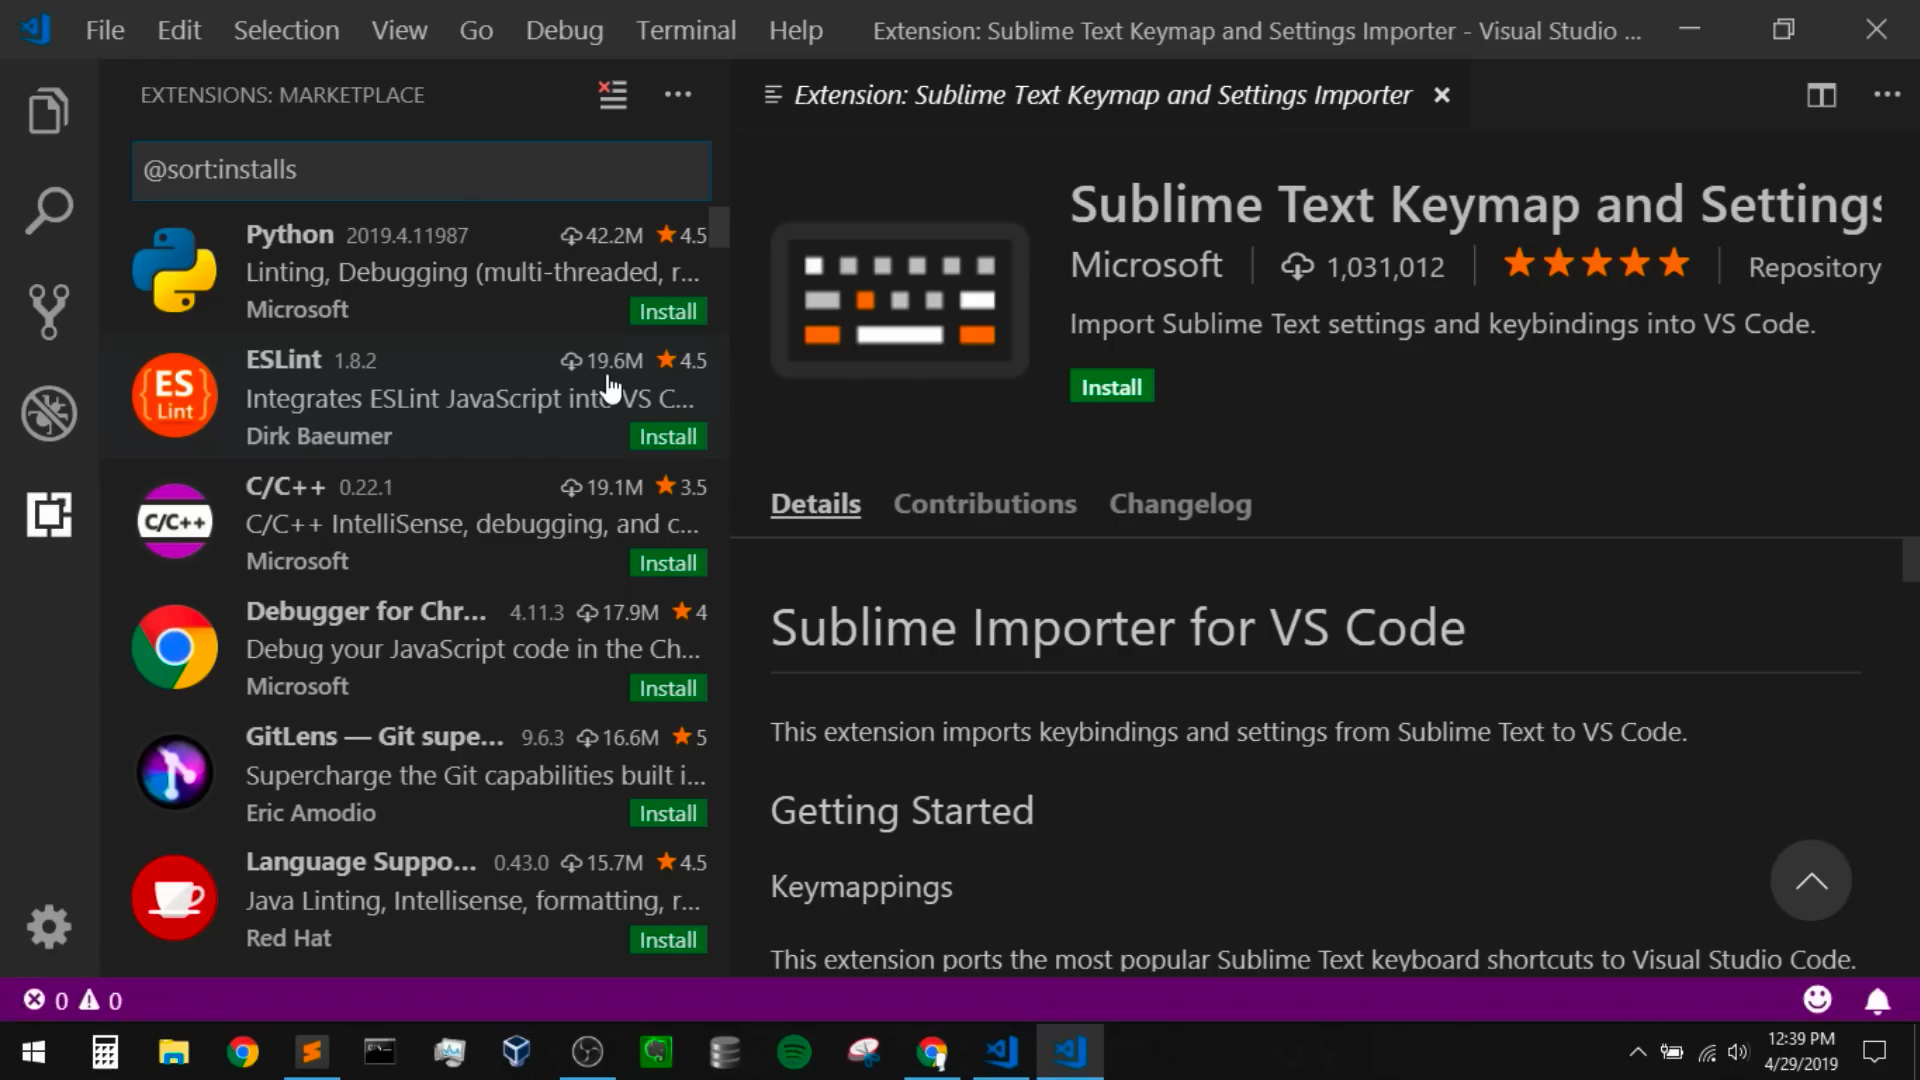 File Edit Selection View Go Debug Terminal Help Extension: Sublime Text Keymap and Settings Importer - Visual Studio ...
EXTENSIONS: MARKETPLACE
@sort:installs
Python 2019.4.11987 42.2M 4.5
Linting, Debugging (multi-threaded, r...
Microsoft Install
ESLint 1.8.2 19.6M 4.5
Integrates ESLint JavaScript into VS C...
Dirk Baeumer Install
C/C++ 0.22.1 19.1M 3.5
C/C++ IntelliSense, debugging, and c...
Microsoft Install
Debugger for Chr... 4.11.3 17.9M 4
Debug your JavaScript code in the Ch...
Microsoft Install
GitLens — Git supe... 9.6.3 16.6M 5
Supercharge the Git capabilities built i...
Eric Amodio Install
Language Suppo... 0.43.0 15.7M 4.5
Java Linting, Intellisense, formatting, r...
Red Hat Install
ES
Lint
C/C++
Extension: Sublime Text Keymap and Settings Importer
Sublime Text Keymap and Settings
Microsoft 1,031,012 Repository
Import Sublime Text settings and keybindings into VS Code.
Install
Details Contributions Changelog
Sublime Importer for VS Code
This extension imports keybindings and settings from Sublime Text to VS Code.
Getting Started
Keymappings
This extension ports the most popular Sublime Text keyboard shortcuts to Visual Studio Code.
0 0
12:39 PM
4/29/2019